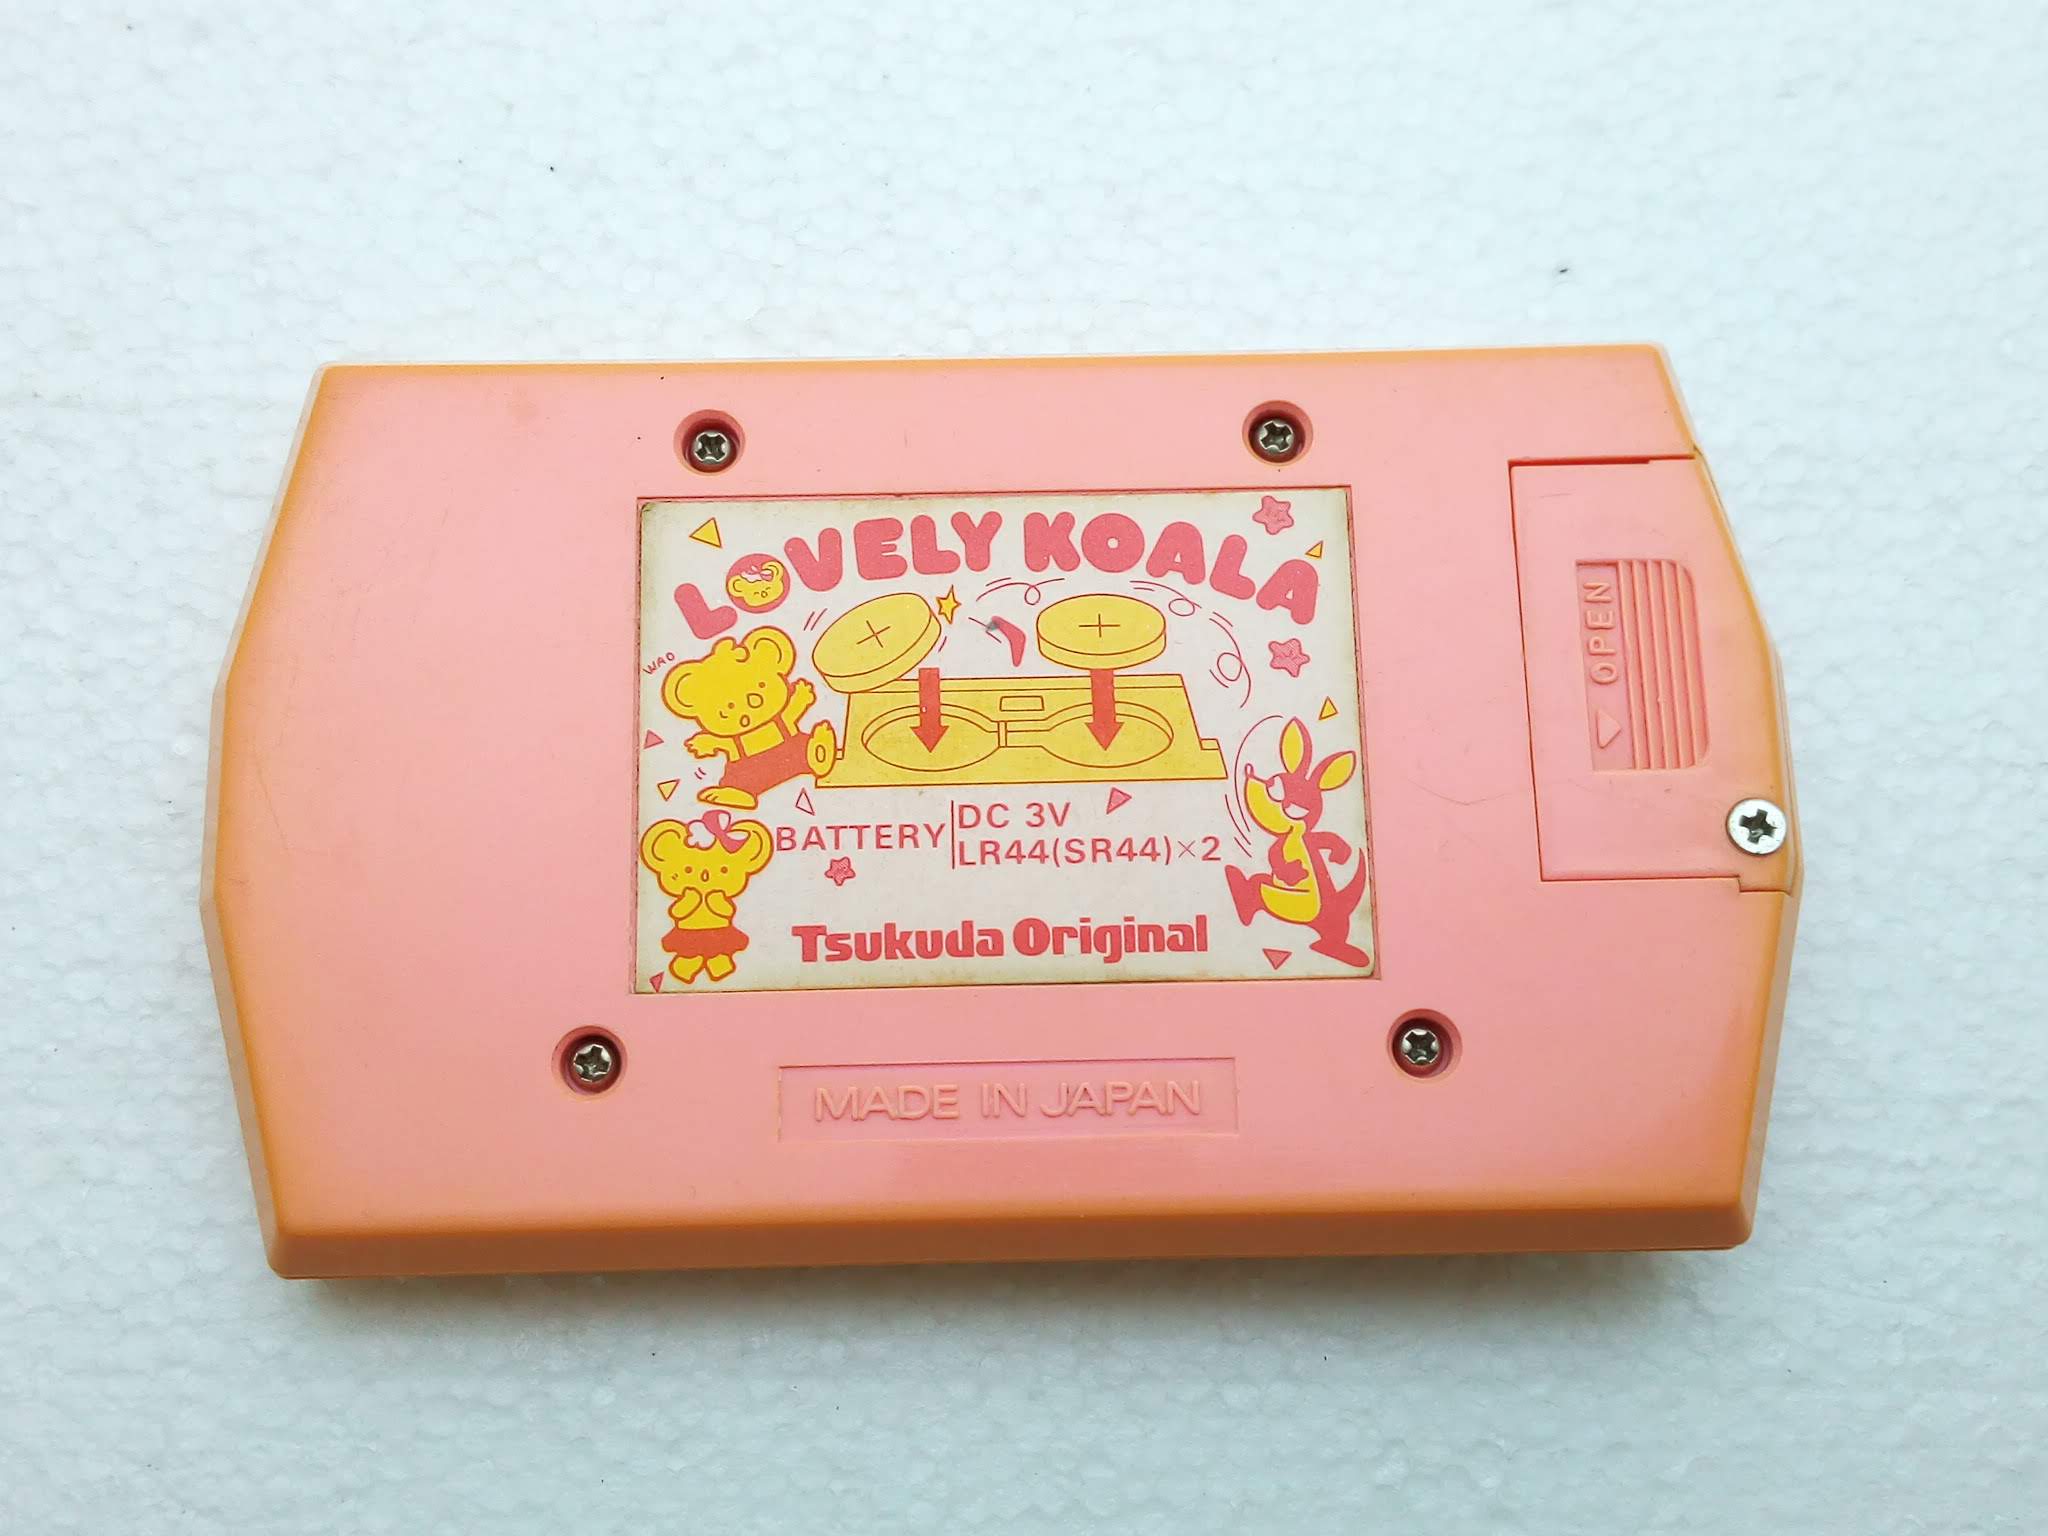 LOVELY KOALA
WAO
BATTERY DC 3V
LR44(SR44)×2
Tsukuda Original
OPEN
MADE IN JAPAN